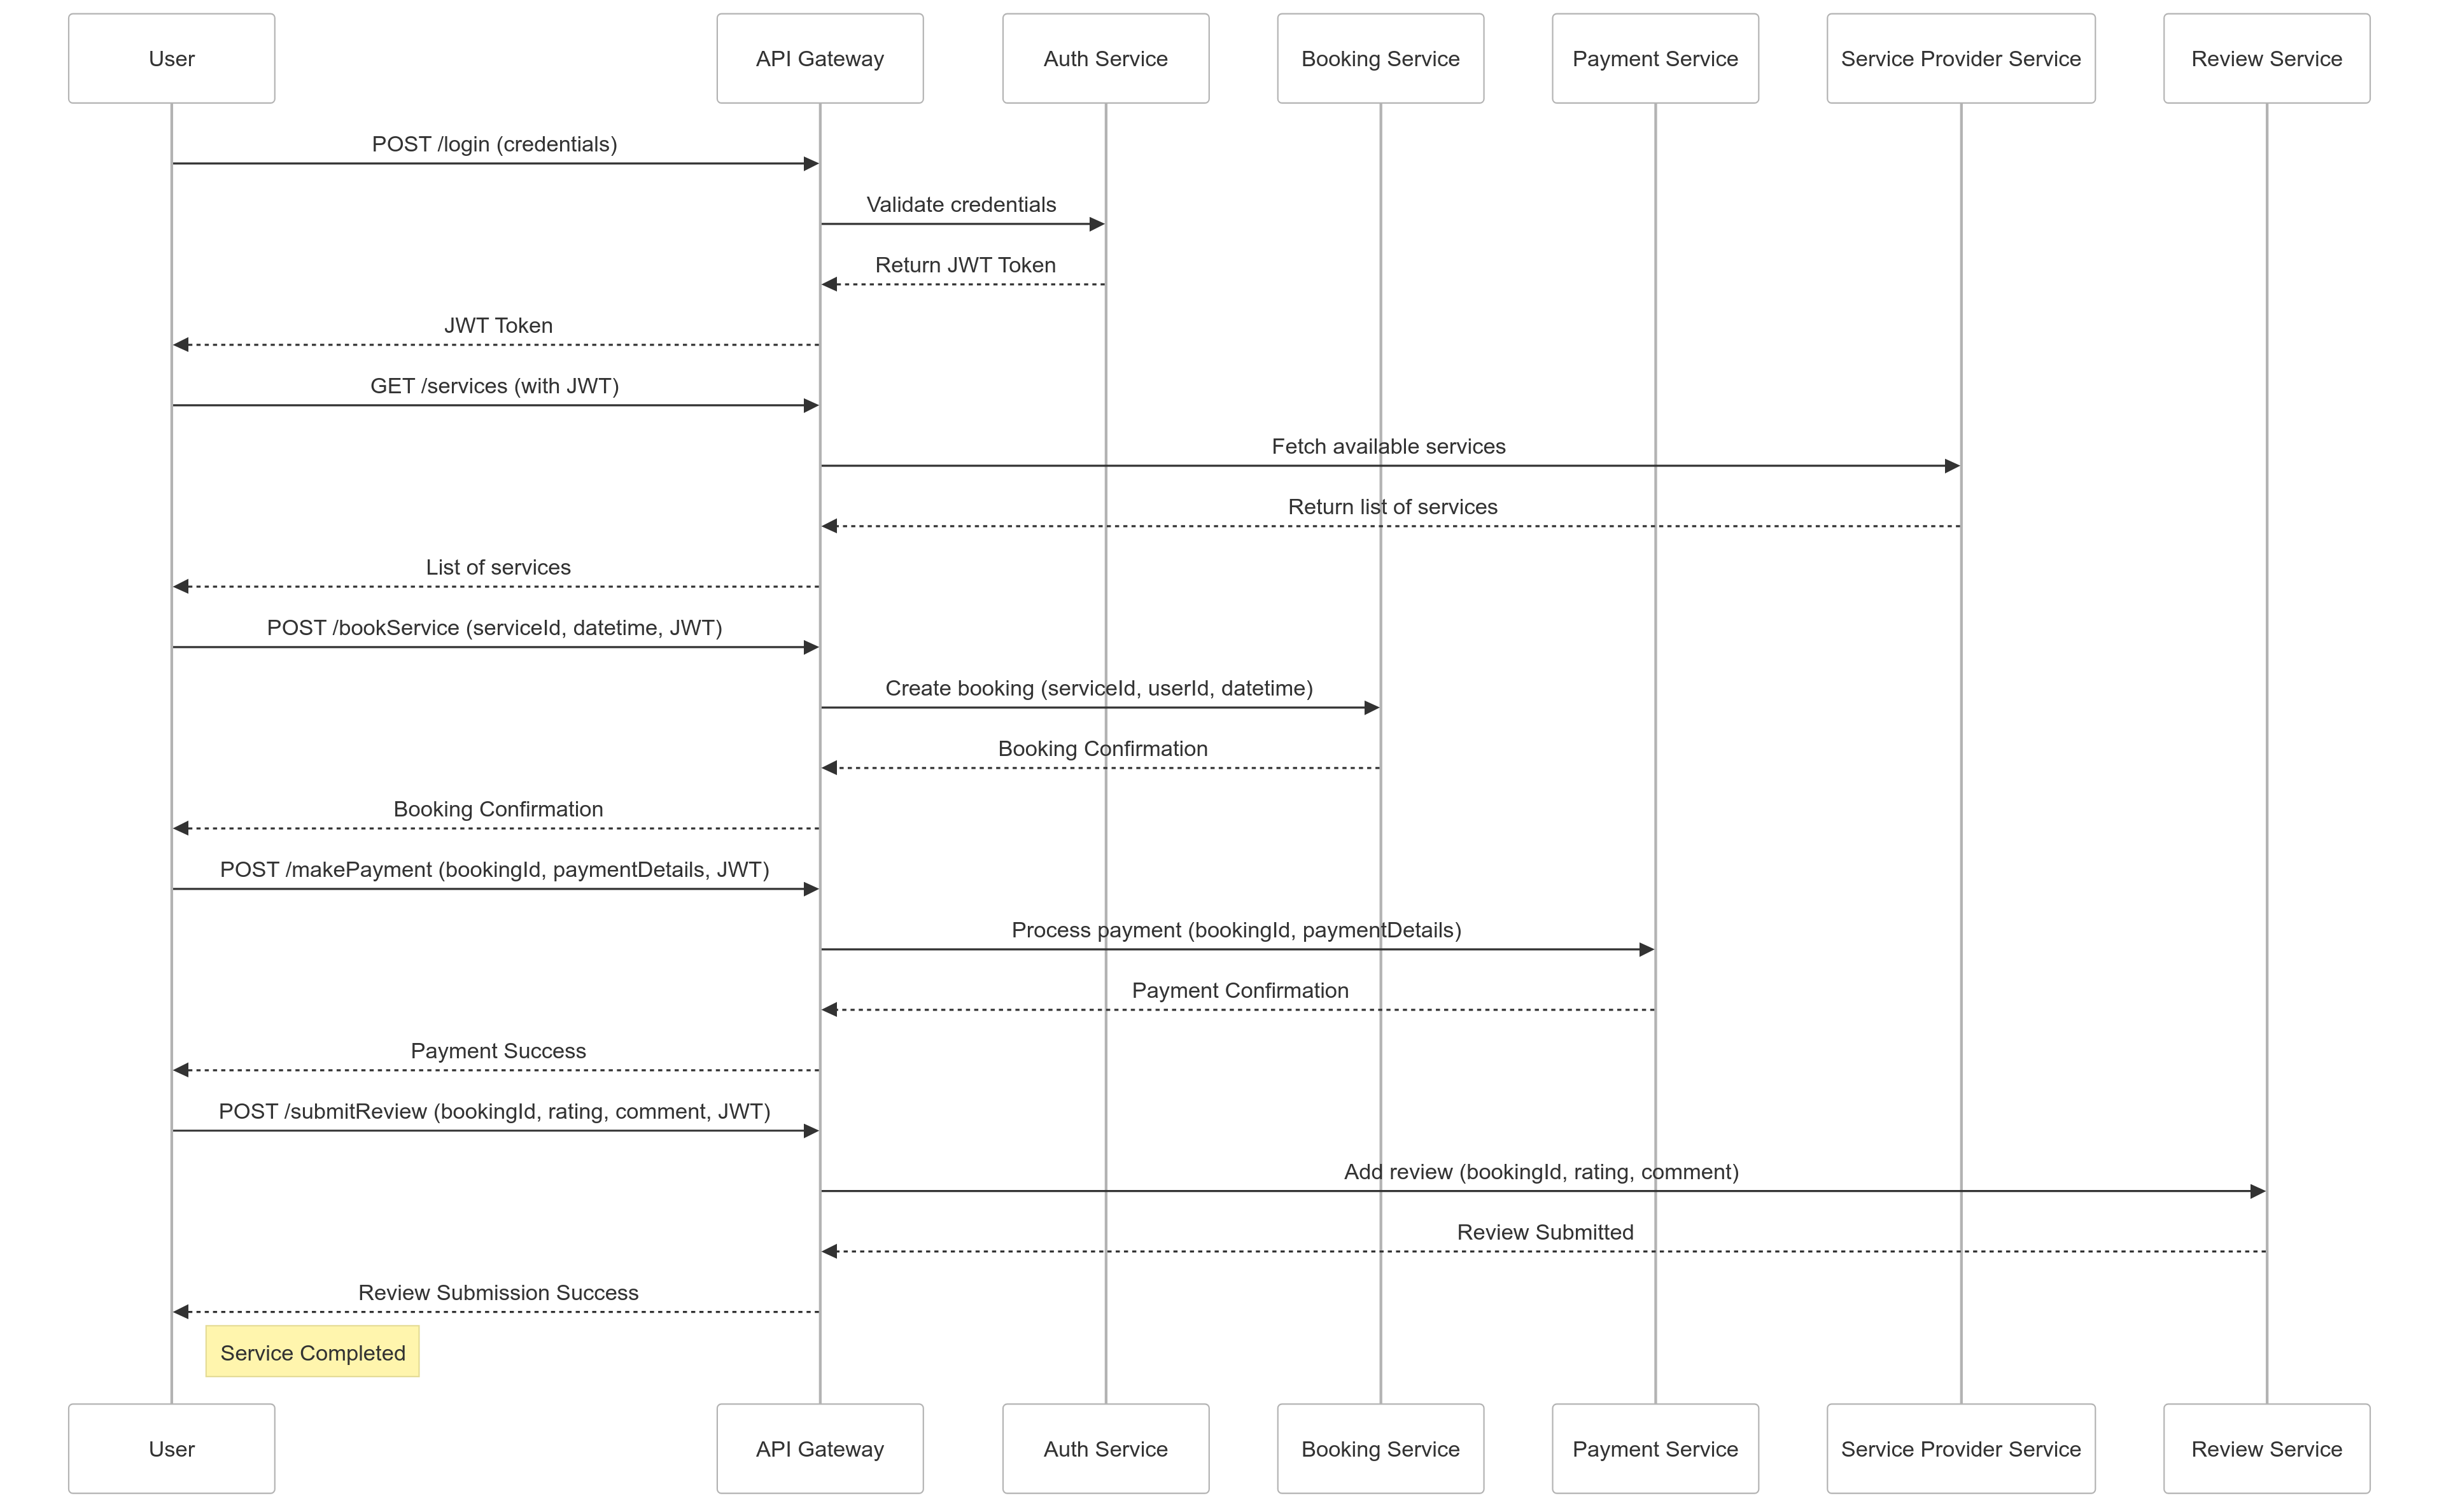 User
API Gateway
Auth Service
Booking Service
Payment Service
Service Provider Service
Review Service
POST /login (credentials)
Validate credentials
Return JWT Token
JWT Token
GET /services (with JWT)
Fetch available services
Return list of services
List of services
POST /bookService (serviceId, datetime, JWT)
Create booking (serviceId, userId, datetime)
Booking Confirmation
Booking Confirmation
POST /makePayment (bookingId, paymentDetails, JWT)
Process payment (bookingId, paymentDetails)
Payment Confirmation
Payment Success
POST /submitReview (bookingId, rating, comment, JWT)
Add review (bookingId, rating, comment)
Review Submitted
Review Submission Success
Service Completed
User
API Gateway
Auth Service
Booking Service
Payment Service
Service Provider Service
Review Service